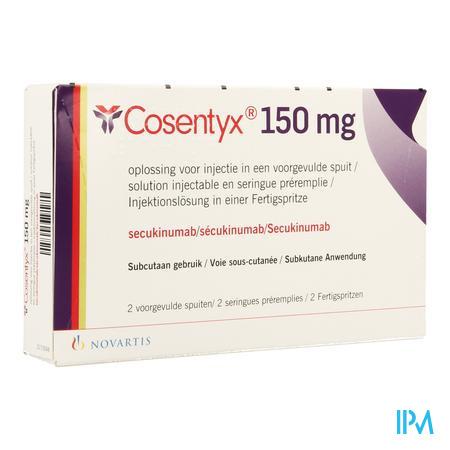 Cosentyx® 150 mg
oplossing voor injectie in een voorgevulde spuit /
solution injectable en seringue préremplie /
Injektionslösung in einer Fertigspritze
secukinumab/sécukinumab/Secukinumab
Subcutaan gebruik / Voie sous-cutanée / Subkutane Anwendung
2 voorgevulde spuiten/ 2 seringues préremplies / 2 Fertigspritzen
NOVARTIS
Cosentyx® 150 mg
IPM